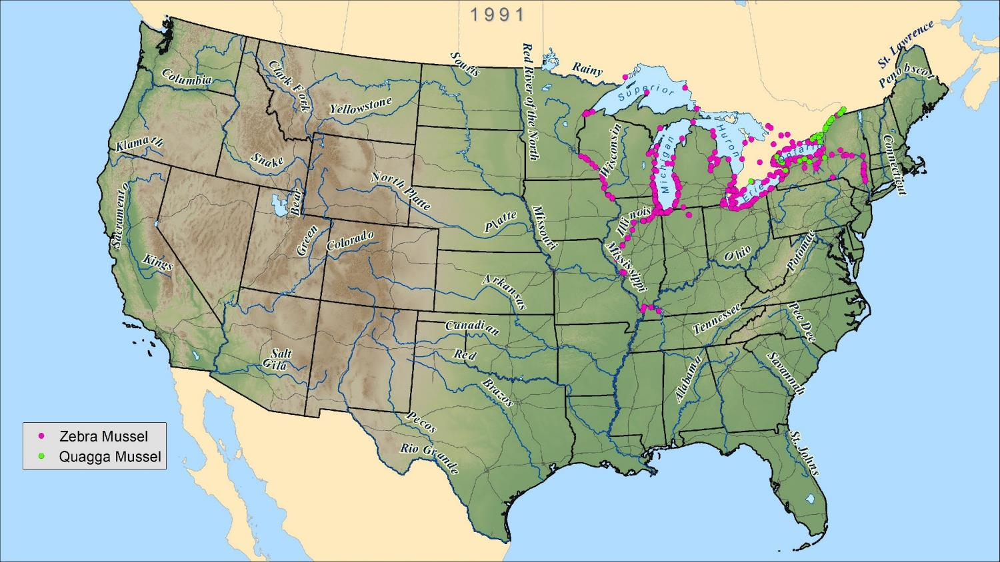 1991
St. Lawrence
Souris
Red River of the North
Rainy
Clark Fork
Penobscot
Columbia
Superior
Yellowstone
Klamath
Snake
Wisconsin
Michigan
Huron
Ontario
Connecticut
Sacramento
Bear
North Platte
Erie
Missouri
Platte
Illinois
Green
Colorado
Mississippi
Ohio
Potomac
Kings
Arkansas
Tennessee
Pee Dee
Canadian
Salt
Gila
Red
Alabama
Savannah
Brazos
Pecos
Rio Grande
St. Johns
Zebra Mussel
Quagga Mussel